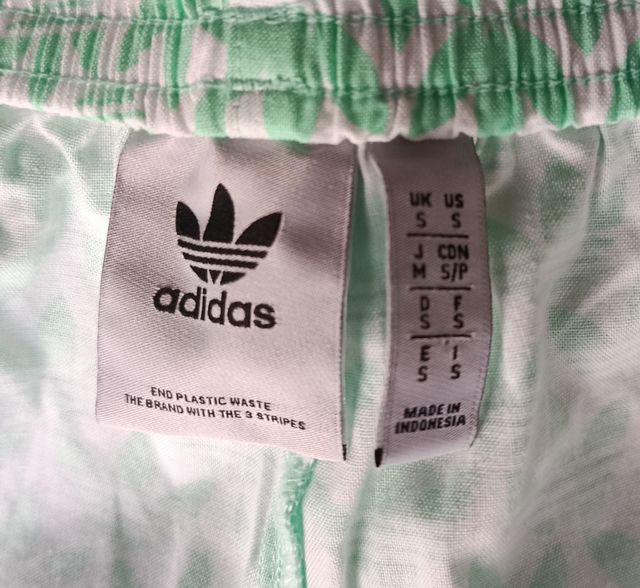 adidas
END PLASTIC WASTE
THE BRAND WITH THE 3 STRIPES
UK US
S S
J CDN
M S/P
D F
S S
E I
S S
MADE IN
INDONESIA